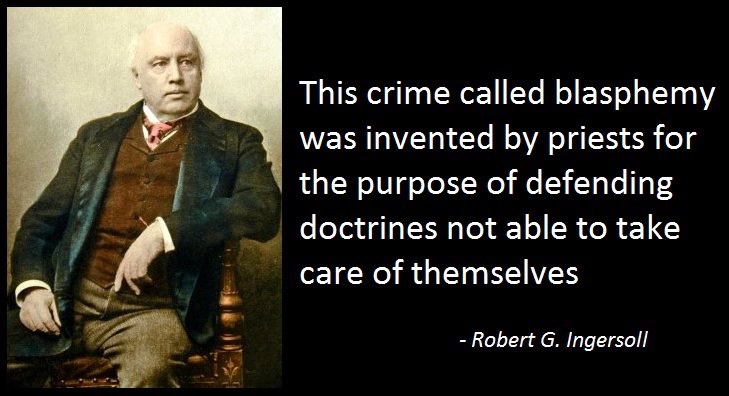 This crime called blasphemy
was invented by priests for
the purpose of defending
doctrines not able to take
care of themselves
- Robert G. Ingersoll